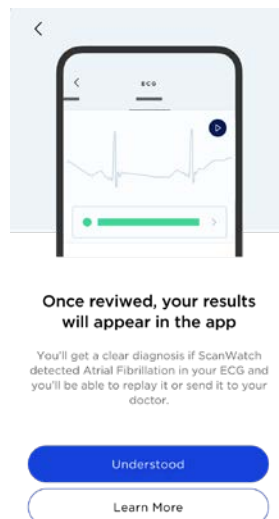 ECG
Once reviwed, your results
will appear in the app
You'll get a clear diagnosis if ScanWatch
detected Atrial Fibrillation in your ECG and
you'll be able to replay it or send it to your
doctor.
Understood
Learn More